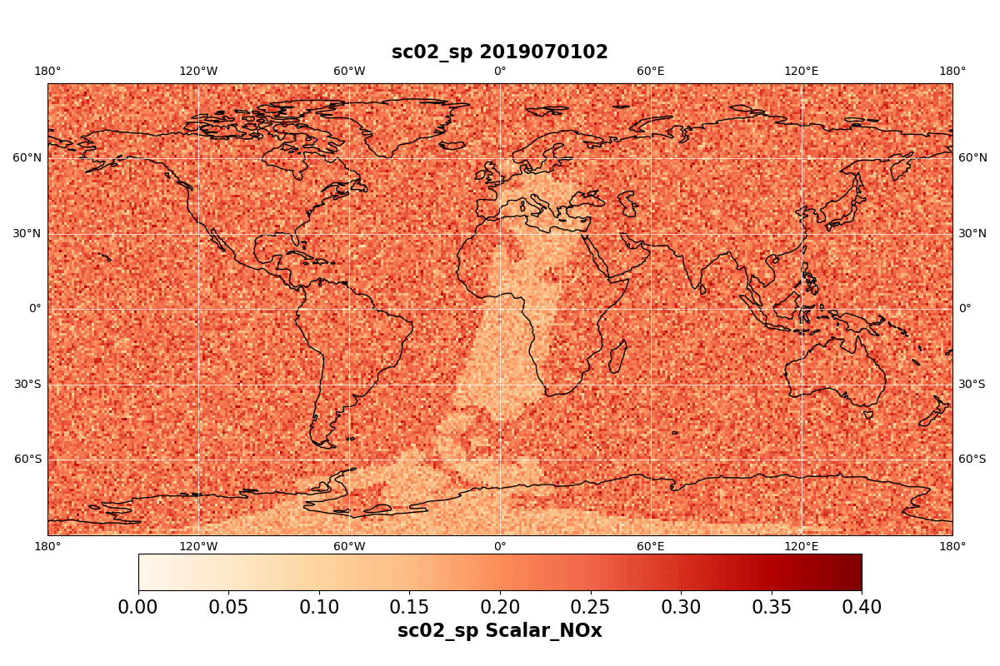 sc02_sp 2019070102
180° 120°W 60°W 0° 60°E 120°E 180°
60°N 60°N
30°N 30°N
0° 0°
30°S 30°S
60°S 60°S
180° 120°W 60°W 0° 60°E 120°E 180°
0.00 0.05 0.10 0.15 0.20 0.25 0.30 0.35 0.40
sc02_sp Scalar_NOx